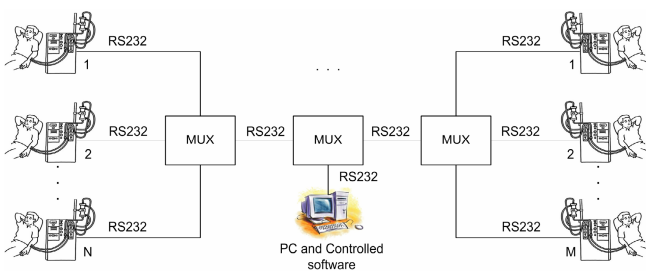 RS232
1
. . .
RS232
1
RS232
2
MUX
RS232
MUX
RS232
MUX
RS232
2
RS232
PC and Controlled
software
RS232
N
RS232
M